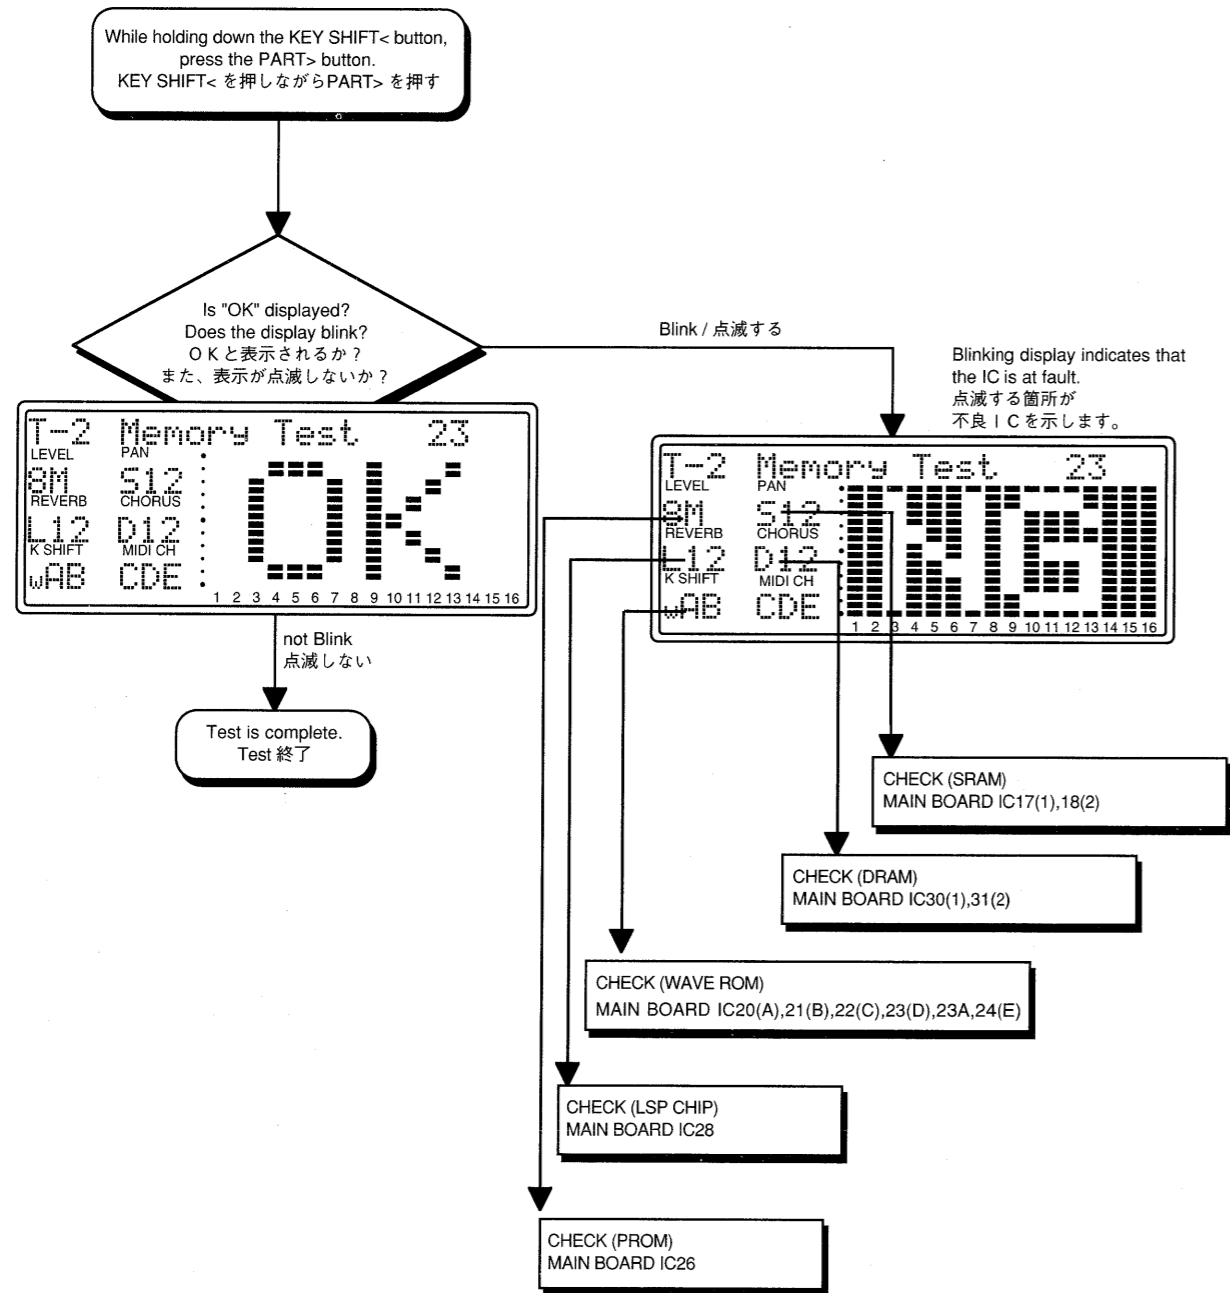 While holding down the KEY SHIFT< button,
press the PART> button.
KEY SHIFT< を押しながらPART> を押す
Is "OK" displayed?
Does the display blink?
ＯＫと表示されるか？
また、表示が点滅しないか？
Blink / 点滅する
Blinking display indicates that
the IC is at fault.
点滅する箇所が
不良ＩＣを示します。
T-2 Memory Test 23
LEVEL PAN
8M S12
REVERB CHORUS
L12 D12
K SHIFT MIDI CH
wAB CDE
OK
1 2 3 4 5 6 7 8 9 10 11 12 13 14 15 16
T-2 Memory Test 23
LEVEL PAN
8M S12
REVERB CHORUS
L12 D12
K SHIFT MIDI CH
wAB CDE
NG
1 2 3 4 5 6 7 8 9 10 11 12 13 14 15 16
not Blink
点滅しない
Test is complete.
Test 終了
CHECK (SRAM)
MAIN BOARD IC17(1),18(2)
CHECK (DRAM)
MAIN BOARD IC30(1),31(2)
CHECK (WAVE ROM)
MAIN BOARD IC20(A),21(B),22(C),23(D),23A,24(E)
CHECK (LSP CHIP)
MAIN BOARD IC28
CHECK (PROM)
MAIN BOARD IC26